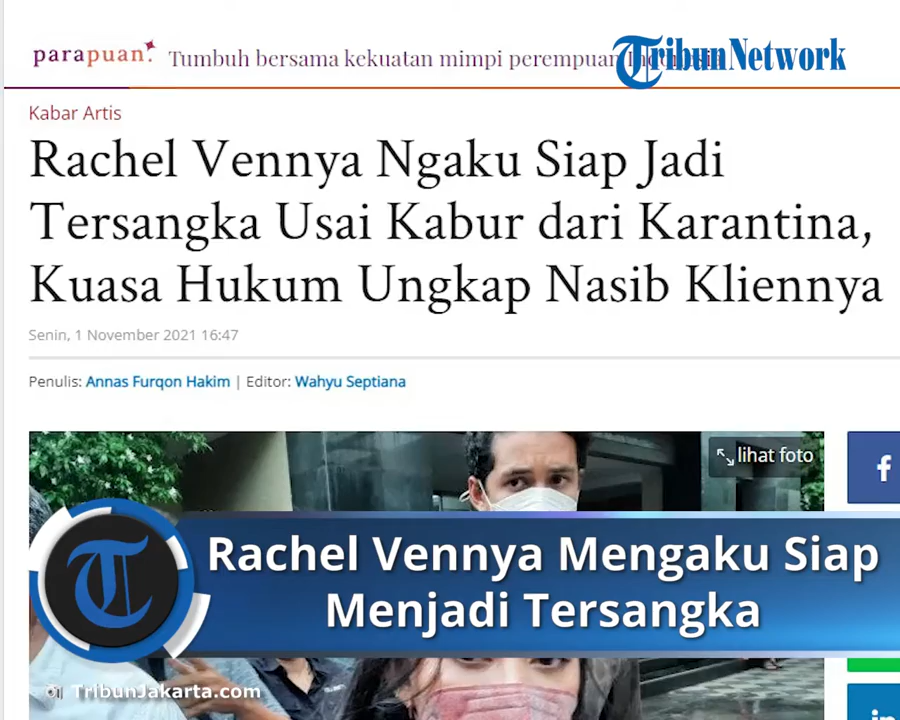 parapuan.
Tumbuh bersama kekuatan mimpi perempuan Indonesia
TribunNetwork
Kabar Artis
Rachel Vennya Ngaku Siap Jadi
Tersangka Usai Kabur dari Karantina,
Kuasa Hukum Ungkap Nasib Kliennya
Senin, 1 November 2021 16:47
Penulis: Annas Furqon Hakim | Editor: Wahyu Septiana
lihat foto
f
Rachel Vennya Mengaku Siap
Menjadi Tersangka
T
TribunJakarta.com
in